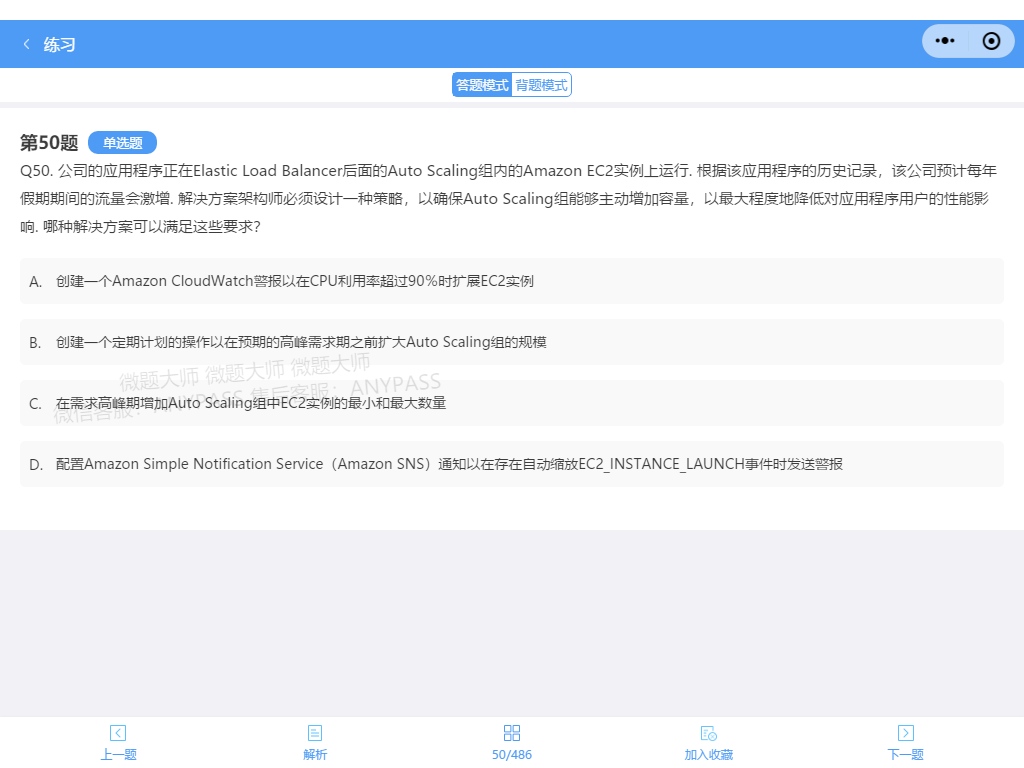 练习
答题模式 背题模式
第50题 单选题
Q50. 公司的应用程序正在Elastic Load Balancer后面的Auto Scaling组内的Amazon EC2实例上运行. 根据该应用程序的历史记录，该公司预计每年
假期期间的流量会激增. 解决方案架构师必须设计一种策略，以确保Auto Scaling组能够主动增加容量，以最大程度地降低对应用程序用户的性能影
响. 哪种解决方案可以满足这些要求？
A. 创建一个Amazon CloudWatch警报以在CPU利用率超过90％时扩展EC2实例
B. 创建一个定期计划的操作以在预期的高峰需求期之前扩大Auto Scaling组的规模
微题大师 微题大师 微题大师
微信客服：ANYPASS 售后客服：ANYPASS
C. 在需求高峰期增加Auto Scaling组中EC2实例的最小和最大数量
D. 配置Amazon Simple Notification Service（Amazon SNS）通知以在存在自动缩放EC2_INSTANCE_LAUNCH事件时发送警报
上一题 解析 50/486 加入收藏 下一题